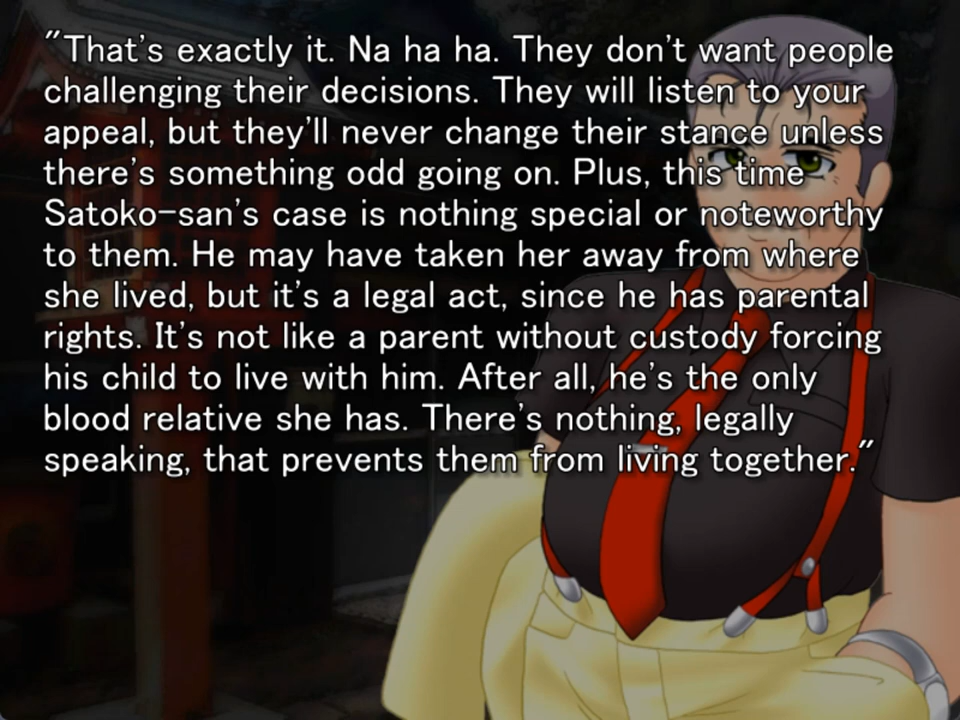 "That's exactly it. Na ha ha. They don't want people
challenging their decisions. They will listen to your
appeal, but they'll never change their stance unless
there's something odd going on. Plus, this time
Satoko-san's case is nothing special or noteworthy
to them. He may have taken her away from where
she lived, but it's a legal act, since he has parental
rights. It's not like a parent without custody forcing
his child to live with him. After all, he's the only
blood relative she has. There's nothing, legally
speaking, that prevents them from living together."